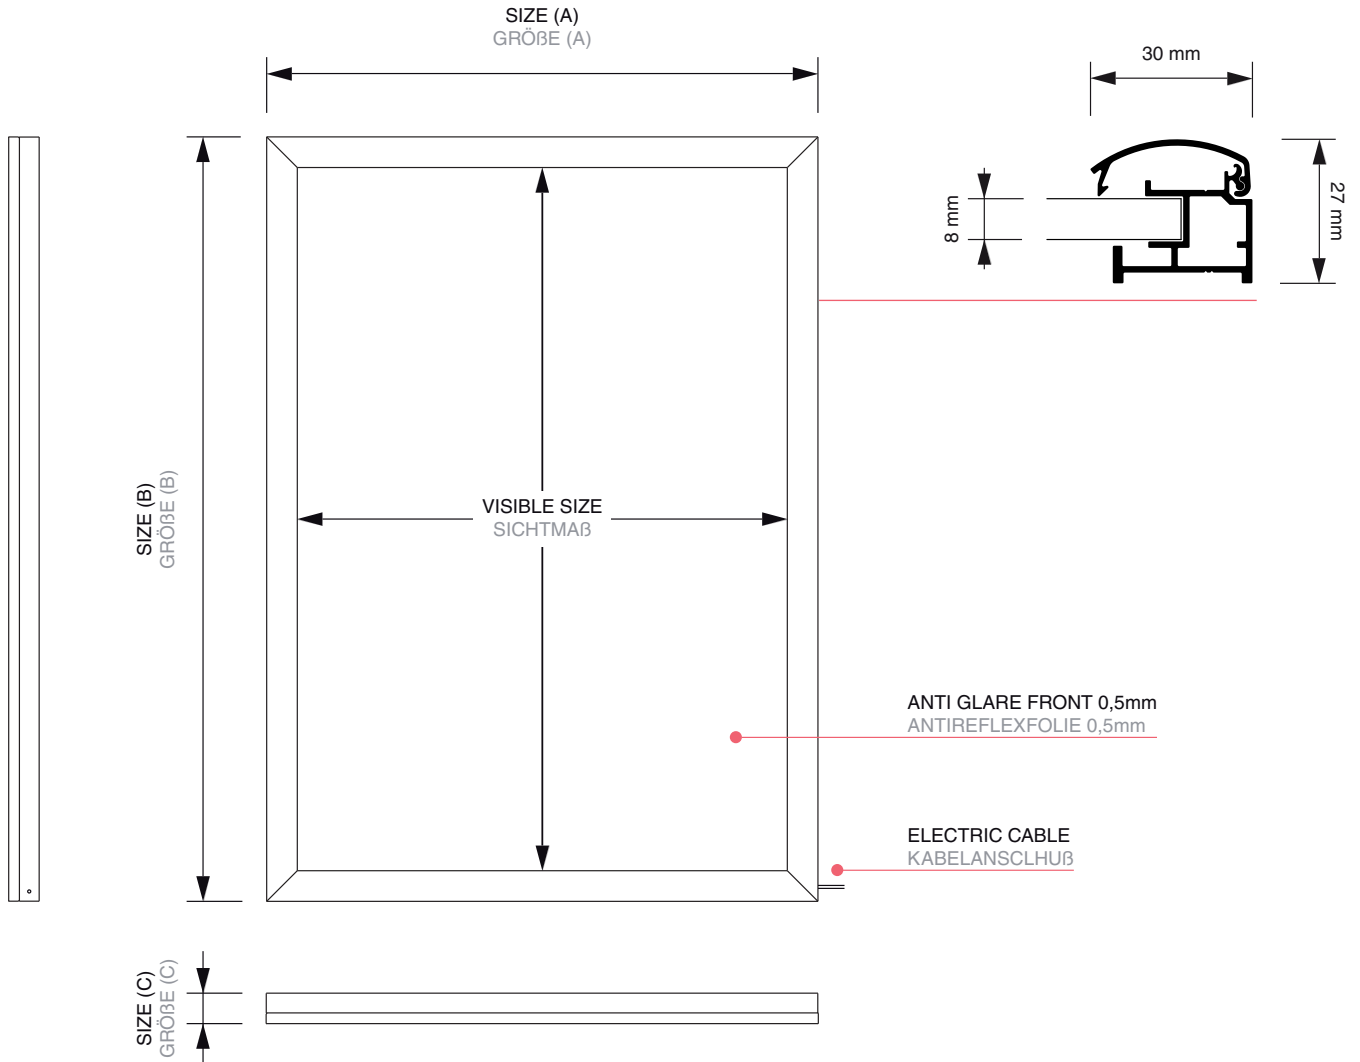 SIZE (A)
GRÖßE (A)
30 mm
27 mm
8 mm
SIZE (B)
GRÖßE (B)
VISIBLE SIZE
SICHTMAß
ANTI GLARE FRONT 0,5mm
ANTIREFLEXFOLIE 0,5mm
ELECTRIC CABLE
KABELANSCLHUß
SIZE (C)
GRÖßE (C)